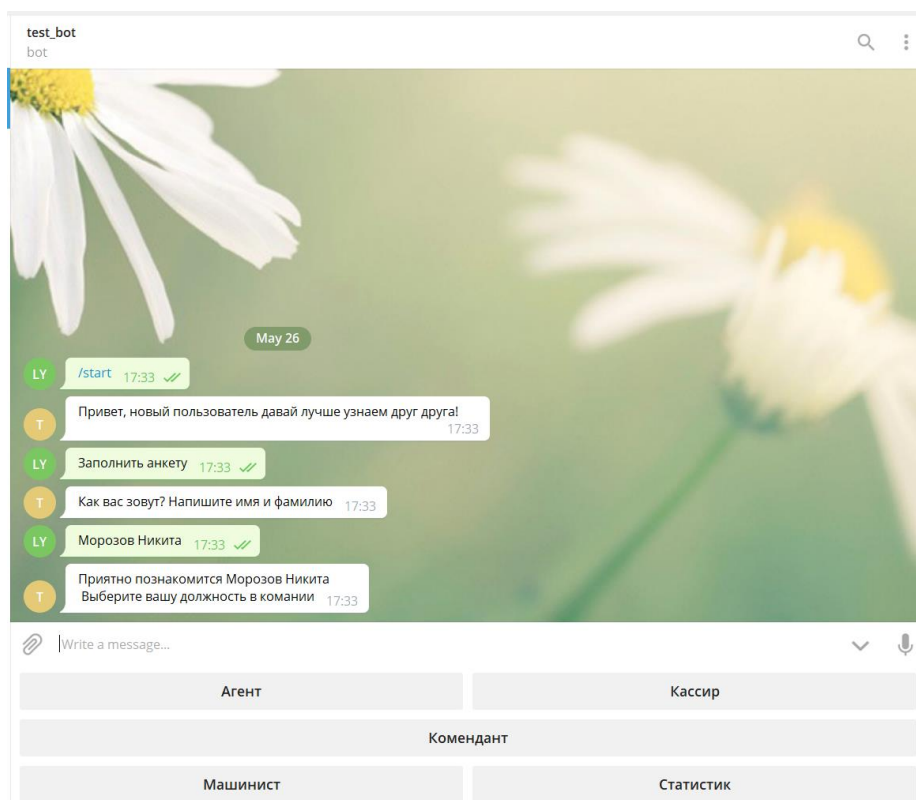 test_bot
bot
May 26
LY
/start 17:33
T
Привет, новый пользователь давай лучше узнаем друг друга!
17:33
LY
Заполнить анкету 17:33
T
Как вас зовут? Напишите имя и фамилию 17:33
LY
Морозов Никита 17:33
T
Приятно познакомится Морозов Никита
Выберите вашу должность в комании 17:33
Write a message...
Агент Кассир
Комендант
Машинист Статистик